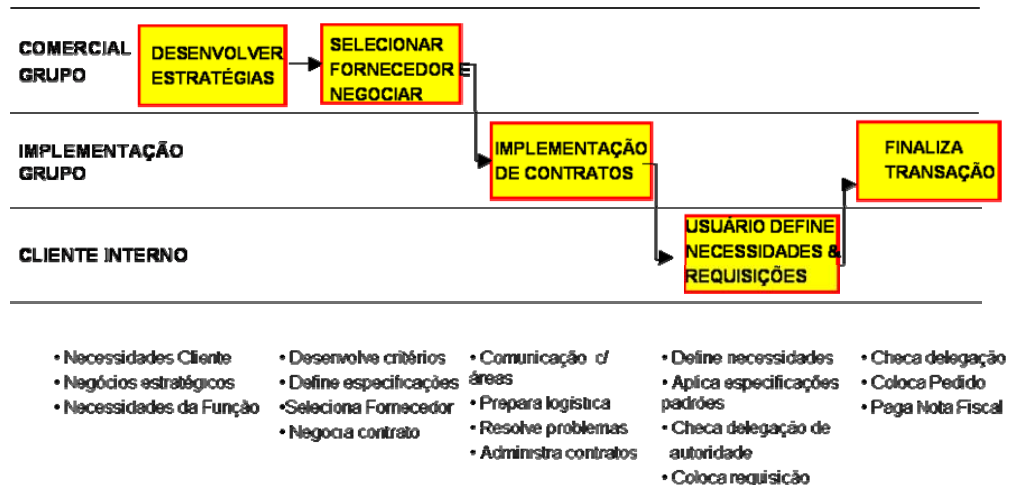 COMERCIAL
GRUPO
DESENVOLVER
ESTRATÉGIAS
SELECIONAR
FORNECEDOR E
NEGOCIAR
IMPLEMENTAÇÃO
GRUPO
IMPLEMENTAÇÃO
DE CONTRATOS
FINALIZA
TRANSAÇÃO
CLIENTE INTERNO
USUÁRIO DEFINE
NECESSIDADES &
REQUISIÇÕES
• Necessidades Cliente
• Negócios estratégicos
• Necessidades da Função
• Desenvolve critérios
• Define especificações
•Seleciona Fornecedor
• Negocia contrato
• Comunicação c/
áreas
• Prepara logística
• Resolve problemas
• Administra contratos
• Define necessidades
• Aplica especificações
padrões
• Checa delegação de
autoridade
• Coloca requisição
• Checa delegação
• Coloca Pedido
• Paga Nota Fiscal